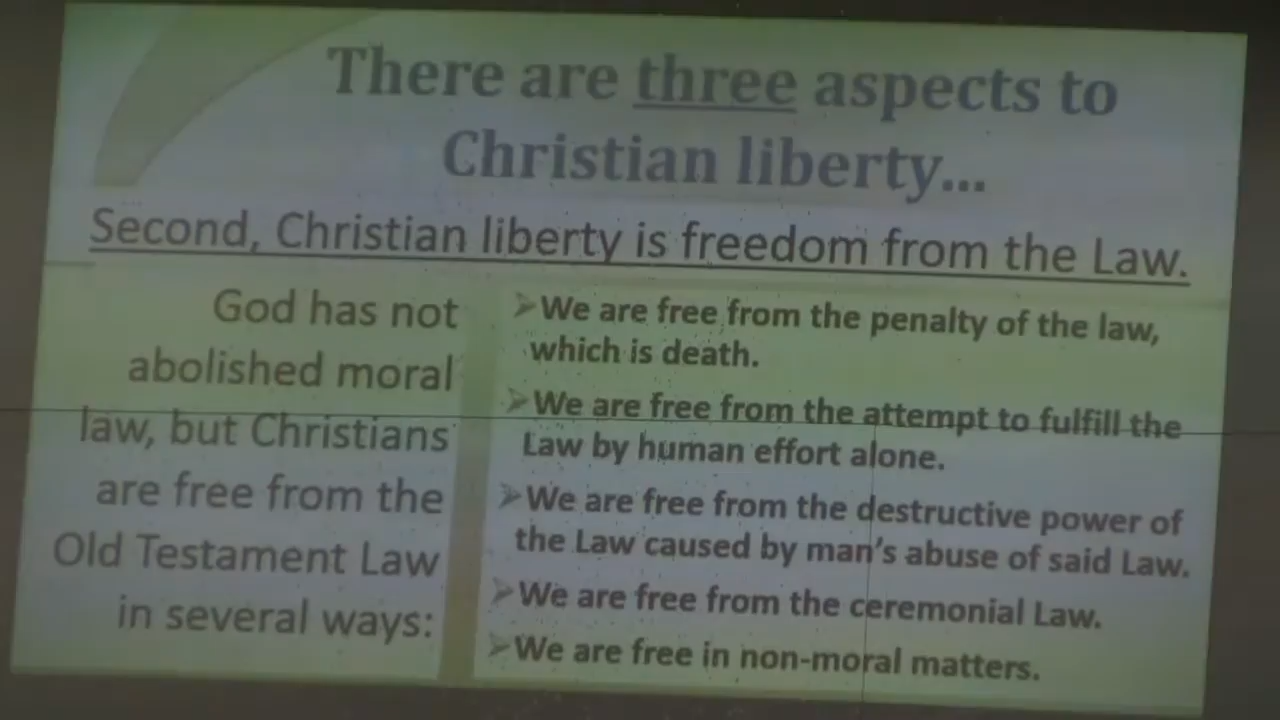 There are three aspects to
Christian liberty...
Second, Christian liberty is freedom from the Law.
God has not
abolished moral
law, but Christians
are free from the
Old Testament Law
in several ways:
➢We are free from the penalty of the law,
which is death.
➢We are free from the attempt to fulfill the
Law by human effort alone.
➢We are free from the destructive power of
the Law caused by man's abuse of said Law.
➢We are free from the ceremonial Law.
➢We are free in non-moral matters.